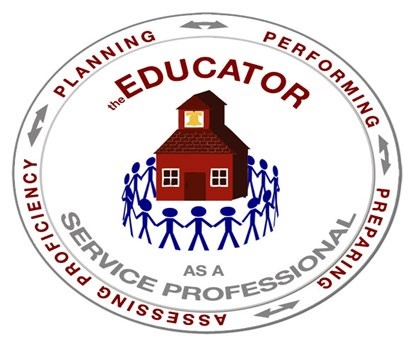 PLANNING
PERFORMING
PREPARING
ASSESSING PROFICIENCY
the EDUCATOR
AS A
SERVICE PROFESSIONAL